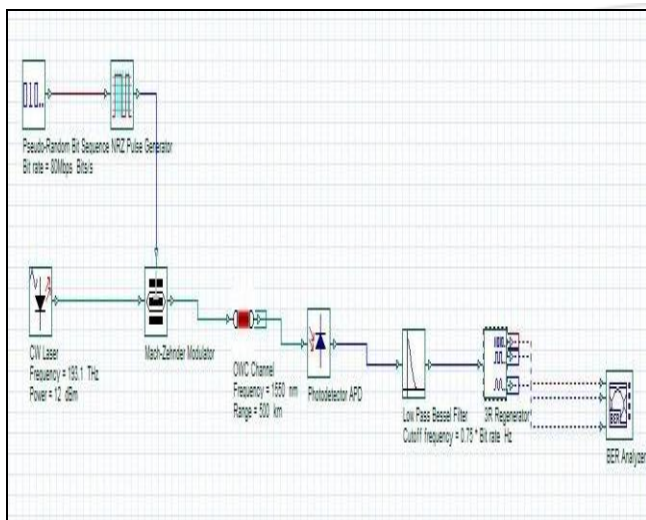 010..
Pseudo-Random Bit Sequence NRZ Pulse Generator
Bit rate = 80Mbps Bits/s
CW Laser
Frequency = 193.1 THz
Power = 12 dBm
Mach-Zehnder Modulator
OWC Channel
Frequency = 1550 nm
Range = 500 km
Photodetector APD
Low Pass Bessel Filter
Cutoff frequency = 0.75 * Bit rate Hz
3R Regenerator
BER
BER Analyzer